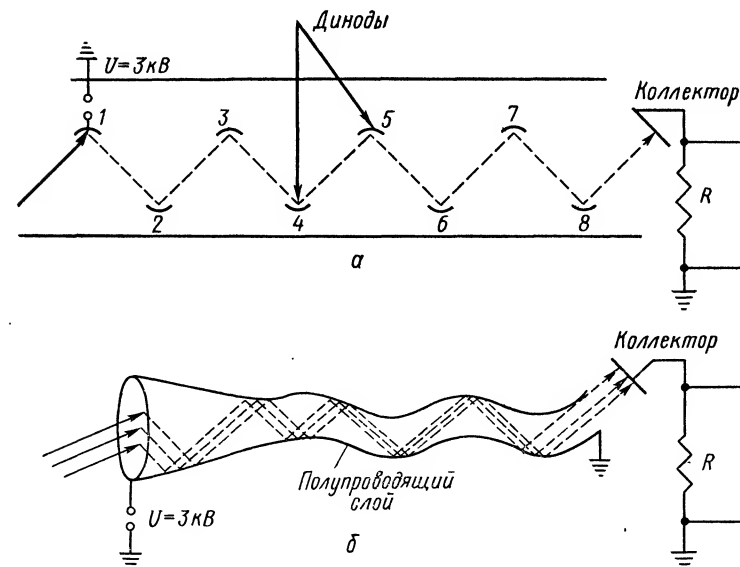 Диноды
U=3кВ
Коллектор
1
3
5
7
2
4
6
8
R
а
Коллектор
R
Полупроводящий
слой
U=3кВ
б